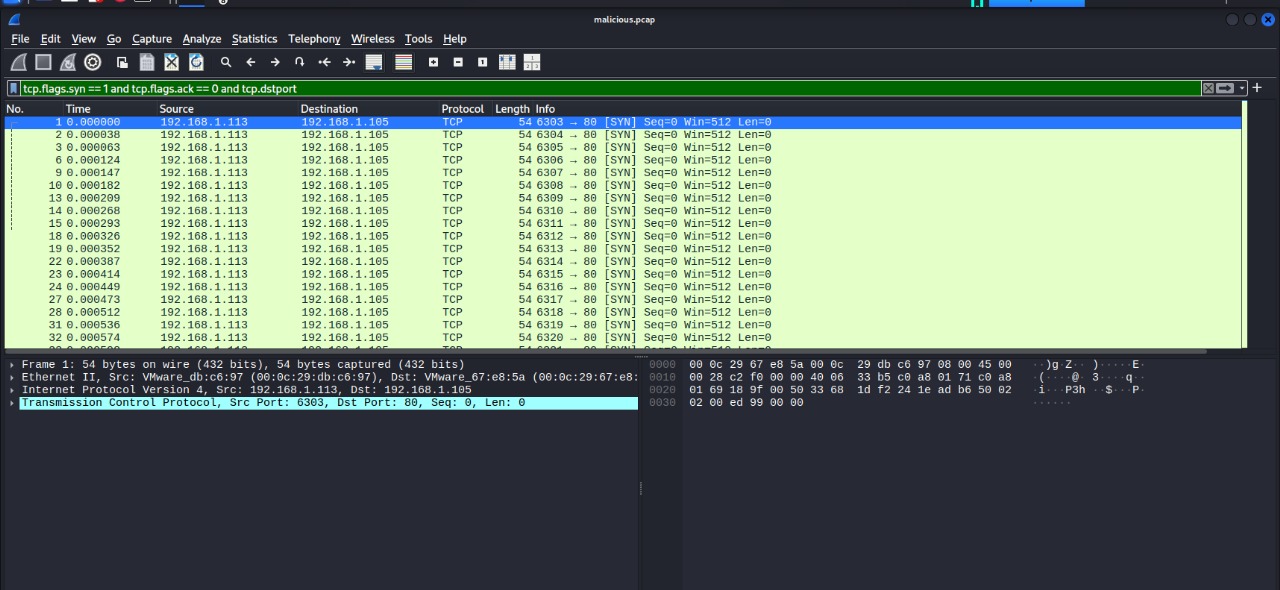 malicious.pcap
File Edit View Go Capture Analyze Statistics Telephony Wireless Tools Help
tcp.flags.syn == 1 and tcp.flags.ack == 0 and tcp.dstport
No. Time Source Destination Protocol Length Info
1 0.000000 192.168.1.113 192.168.1.105 TCP 54 6303 → 80 [SYN] Seq=0 Win=512 Len=0
2 0.000038 192.168.1.113 192.168.1.105 TCP 54 6304 → 80 [SYN] Seq=0 Win=512 Len=0
3 0.000063 192.168.1.113 192.168.1.105 TCP 54 6305 → 80 [SYN] Seq=0 Win=512 Len=0
6 0.000124 192.168.1.113 192.168.1.105 TCP 54 6306 → 80 [SYN] Seq=0 Win=512 Len=0
9 0.000147 192.168.1.113 192.168.1.105 TCP 54 6307 → 80 [SYN] Seq=0 Win=512 Len=0
10 0.000182 192.168.1.113 192.168.1.105 TCP 54 6308 → 80 [SYN] Seq=0 Win=512 Len=0
13 0.000209 192.168.1.113 192.168.1.105 TCP 54 6309 → 80 [SYN] Seq=0 Win=512 Len=0
14 0.000268 192.168.1.113 192.168.1.105 TCP 54 6310 → 80 [SYN] Seq=0 Win=512 Len=0
15 0.000293 192.168.1.113 192.168.1.105 TCP 54 6311 → 80 [SYN] Seq=0 Win=512 Len=0
18 0.000326 192.168.1.113 192.168.1.105 TCP 54 6312 → 80 [SYN] Seq=0 Win=512 Len=0
19 0.000352 192.168.1.113 192.168.1.105 TCP 54 6313 → 80 [SYN] Seq=0 Win=512 Len=0
22 0.000387 192.168.1.113 192.168.1.105 TCP 54 6314 → 80 [SYN] Seq=0 Win=512 Len=0
23 0.000414 192.168.1.113 192.168.1.105 TCP 54 6315 → 80 [SYN] Seq=0 Win=512 Len=0
24 0.000449 192.168.1.113 192.168.1.105 TCP 54 6316 → 80 [SYN] Seq=0 Win=512 Len=0
27 0.000473 192.168.1.113 192.168.1.105 TCP 54 6317 → 80 [SYN] Seq=0 Win=512 Len=0
28 0.000512 192.168.1.113 192.168.1.105 TCP 54 6318 → 80 [SYN] Seq=0 Win=512 Len=0
31 0.000536 192.168.1.113 192.168.1.105 TCP 54 6319 → 80 [SYN] Seq=0 Win=512 Len=0
32 0.000574 192.168.1.113 192.168.1.105 TCP 54 6320 → 80 [SYN] Seq=0 Win=512 Len=0
Frame 1: 54 bytes on wire (432 bits), 54 bytes captured (432 bits)
Ethernet II, Src: VMware_db:c6:97 (00:0c:29:db:c6:97), Dst: VMware_67:e8:5a (00:0c:29:67:e8:
Internet Protocol Version 4, Src: 192.168.1.113, Dst: 192.168.1.105
Transmission Control Protocol, Src Port: 6303, Dst Port: 80, Seq: 0, Len: 0
0000 00 0c 29 67 e8 5a 00 0c 29 db c6 97 08 00 45 00 ··)g·Z·· )·····E·
0010 00 28 c2 f0 00 00 40 06 33 b5 c0 a8 01 71 c0 a8 ·(····@· 3····q··
0020 01 69 18 9f 00 50 33 68 1d f2 24 1e ad b6 50 02 ·i···P3h ··$···P·
0030 02 00 ed 99 00 00 ······